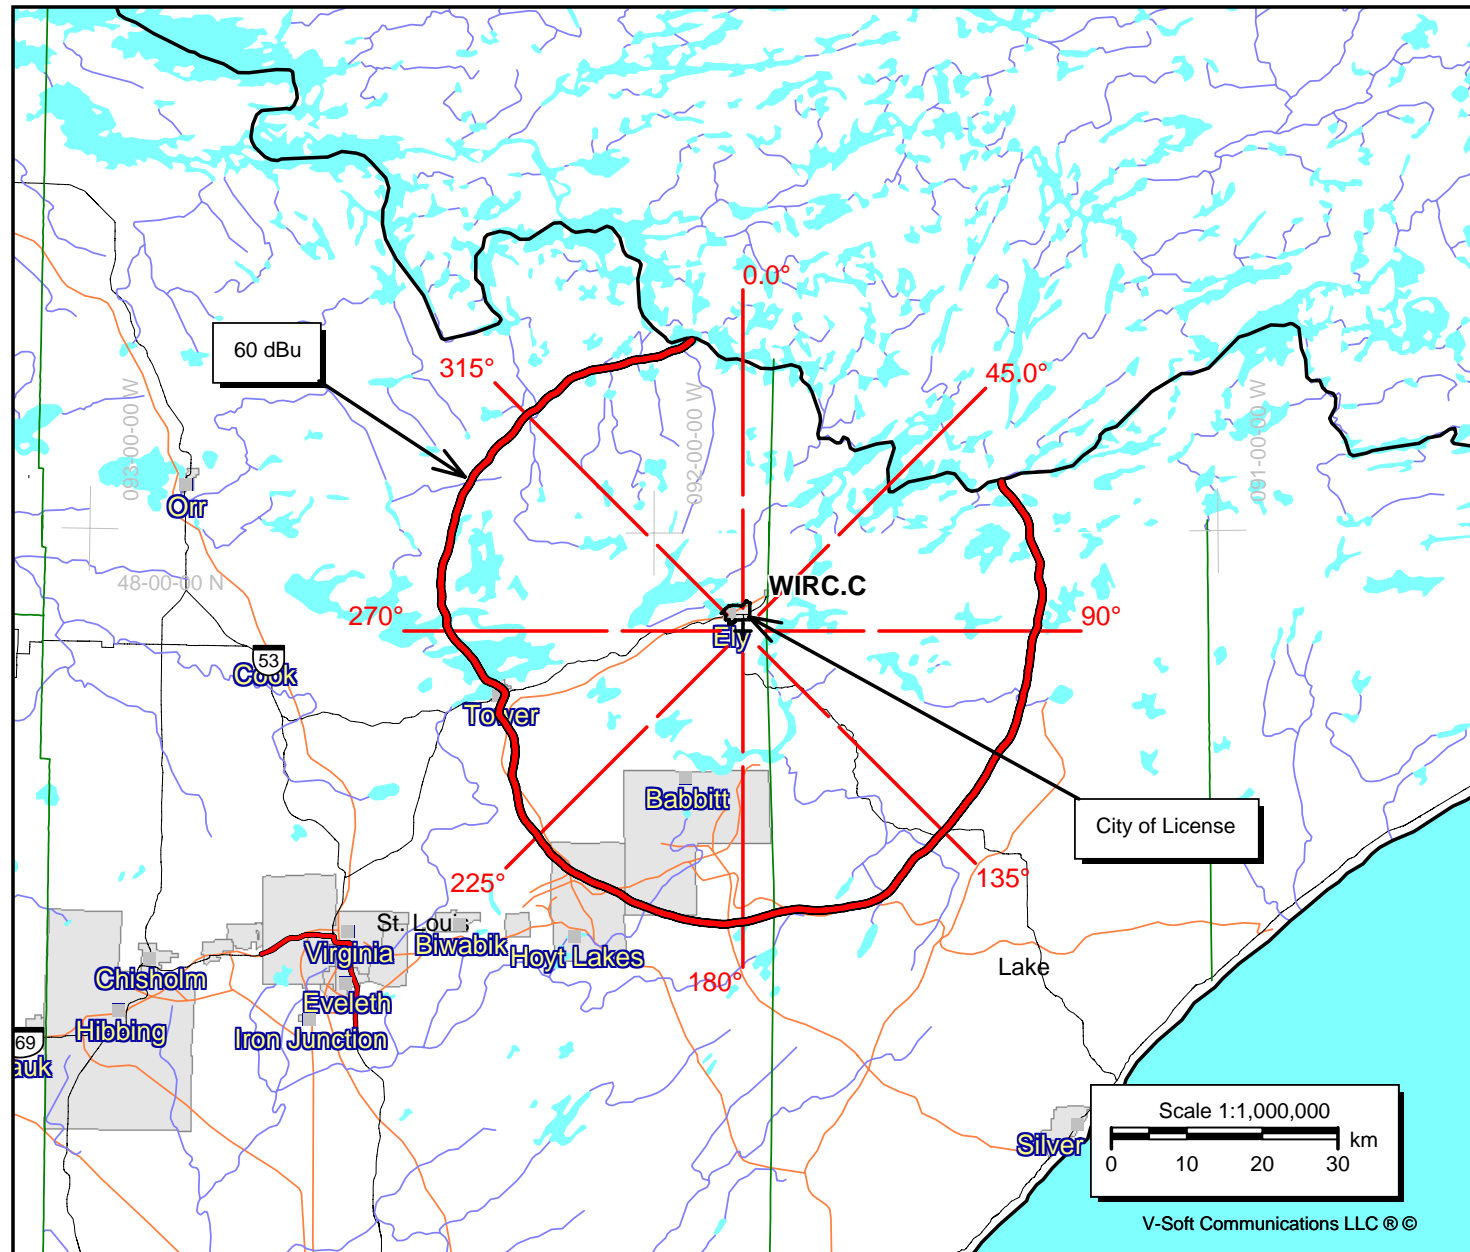 0.0°
60 dBu
315°
45.0°
093-00-00 W
092-00-00 W
091-00-00 W
Orr
48-00-00 N
WIRC.C
270°
90°
Ely
53
Cook
Tower
Babbitt
City of License
225°
135°
St. Louis
Virginia
Biwabik
Hoyt Lakes
Lake
Chisholm
180°
Eveleth
Hibbing
Iron Junction
69
auk
Scale 1:1,000,000
km
0 10 20 30
Silver
V-Soft Communications LLC ® ©